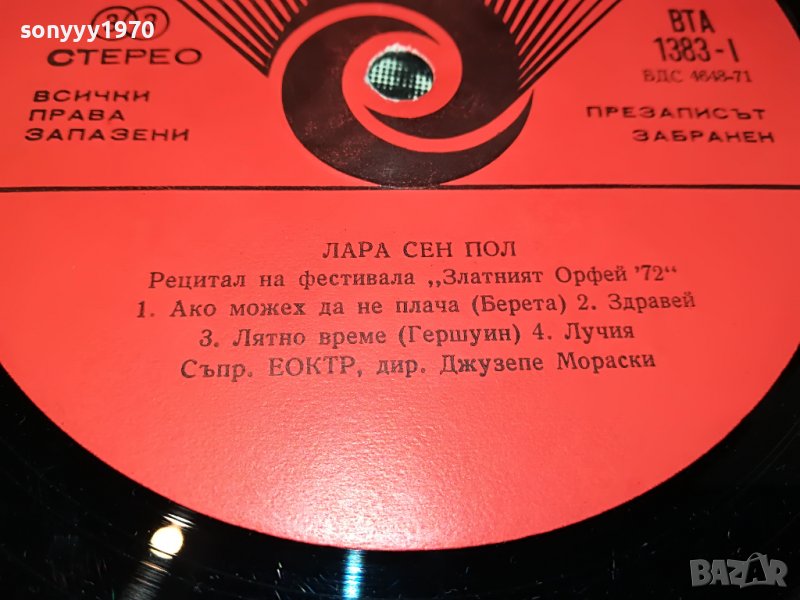 sonyyy1970
33
СТЕРЕО
ВСИЧКИ
ПРАВА
ЗАПАЗЕНИ
ВТА
1383-I
БДС 4648-71
ПРЕЗАПИСЪТ
ЗАБРАНЕН
ЛАРА СЕН ПОЛ
Рецитал на фестивала „Златният Орфей '72“
1. Ако можех да не плача (Берета) 2. Здравей
3. Лятно време (Гершуин) 4. Лучия
Съпр. ЕОКТР, дир. Джузепе Мораски
BAZAR